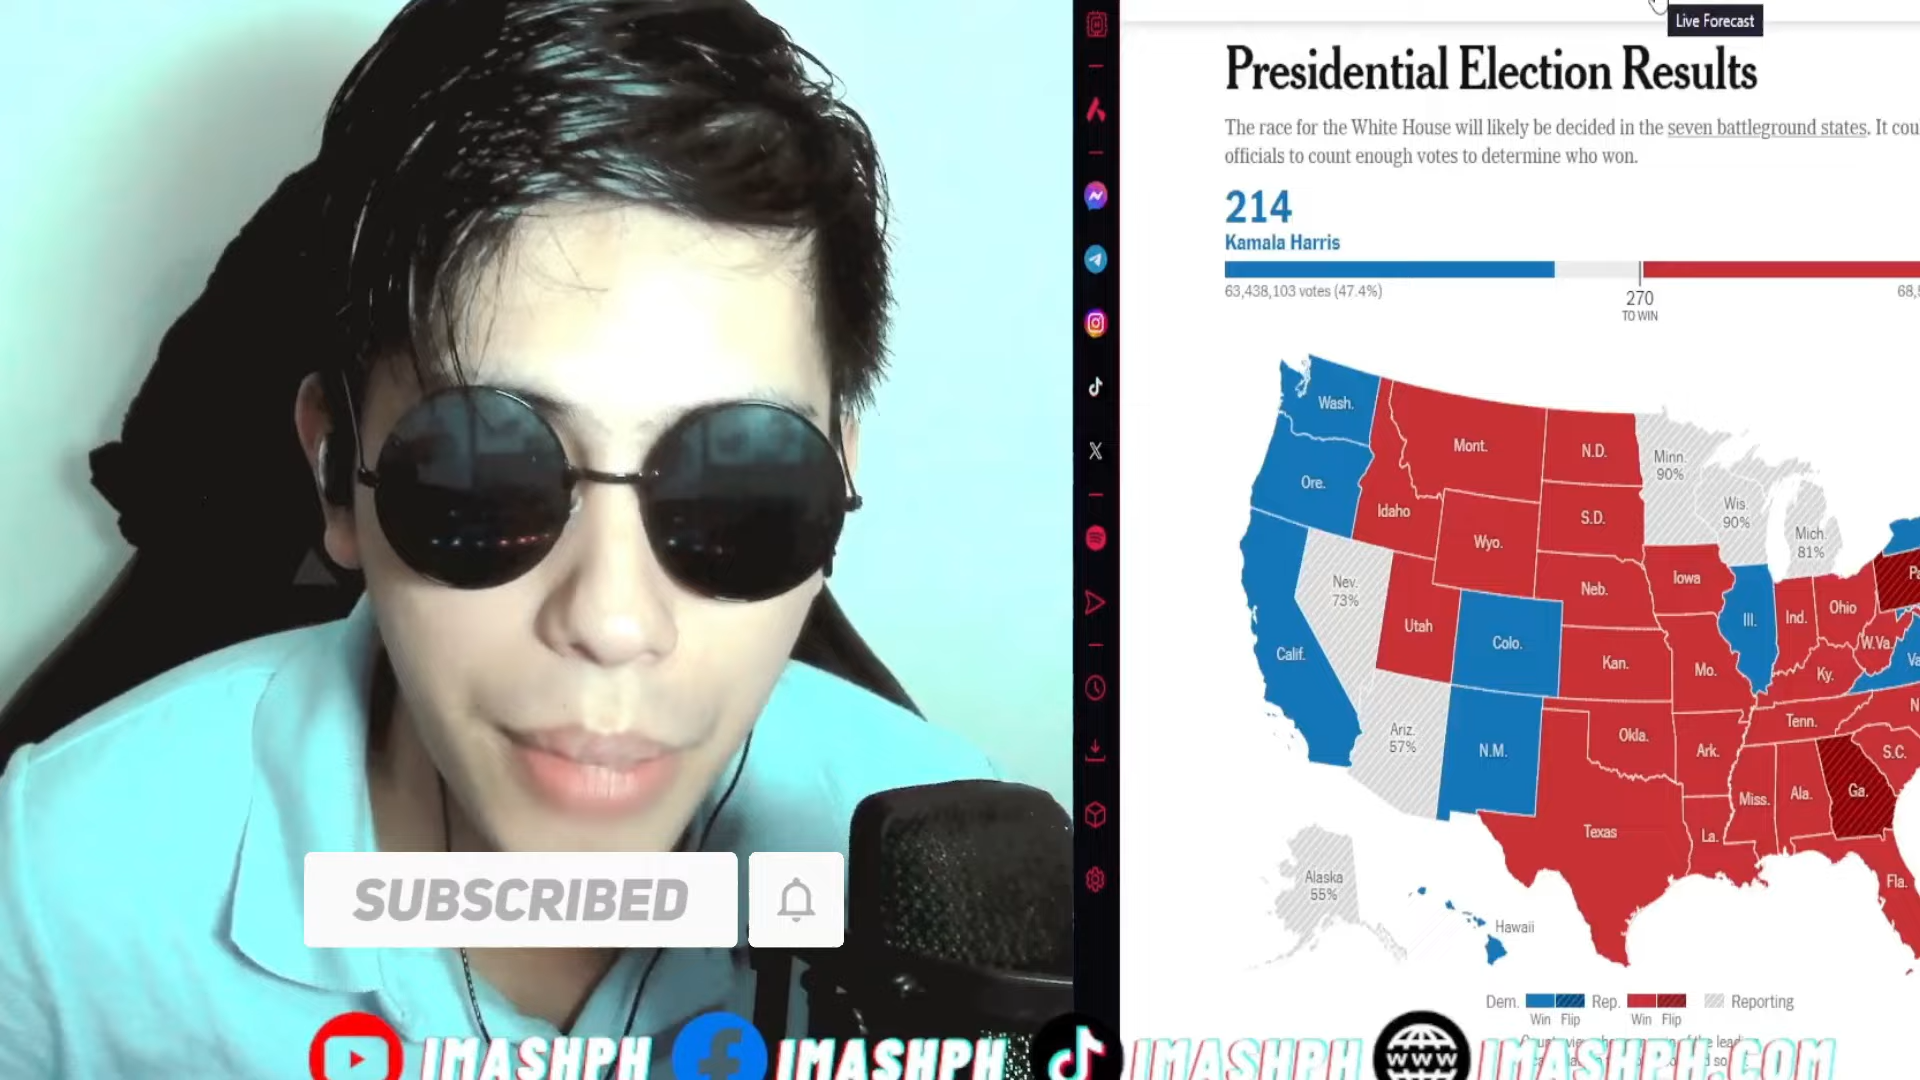 Live Forecast
Presidential Election Results
The race for the White House will likely be decided in the seven battleground states. It cou
officials to count enough votes to determine who won.
214
Kamala Harris
63,438,103 votes (47.4%)
270
TO WIN
68,
Wash.
Ore.
Calif.
Nev.
73%
Idaho
Mont.
Wyo.
Utah
Ariz.
57%
Colo.
N.M.
N.D.
S.D.
Neb.
Kan.
Okla.
Texas
Minn.
90%
Iowa
Mo.
Ark.
La.
Wis.
90%
Ill.
Mich.
81%
Ind.
Ohio
Ky.
Tenn.
Miss.
Ala.
Ga.
W.Va.
Va
Pa
N
S.C.
Fla.
Alaska
55%
Hawaii
SUBSCRIBED
Dem.
Win
Flip
Rep.
Win
Flip
Reporting
IMASHPH
IMASHPH
IMASHPH
WWW
IMASHPH.COM